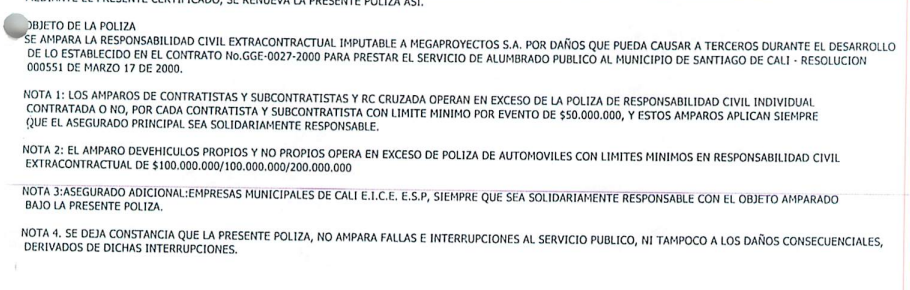 MEDIANTE EL PRESENTE CERTIFICADO, SE RENUEVA LA PRESENTE POLIZA ASI.
OBJETO DE LA POLIZA
SE AMPARA LA RESPONSABILIDAD CIVIL EXTRACONTRACTUAL IMPUTABLE A MEGAPROYECTOS S.A. POR DAÑOS QUE PUEDA CAUSAR A TERCEROS DURANTE EL DESARROLLO
DE LO ESTABLECIDO EN EL CONTRATO No.GGE-0027-2000 PARA PRESTAR EL SERVICIO DE ALUMBRADO PUBLICO AL MUNICIPIO DE SANTIAGO DE CALI - RESOLUCION
000551 DE MARZO 17 DE 2000.
NOTA 1: LOS AMPAROS DE CONTRATISTAS Y SUBCONTRATISTAS Y RC CRUZADA OPERAN EN EXCESO DE LA POLIZA DE RESPONSABILIDAD CIVIL INDIVIDUAL
CONTRATADA O NO, POR CADA CONTRATISTA Y SUBCONTRATISTA CON LIMITE MINIMO POR EVENTO DE $50.000.000, Y ESTOS AMPAROS APLICAN SIEMPRE
QUE EL ASEGURADO PRINCIPAL SEA SOLIDARIAMENTE RESPONSABLE.
NOTA 2: EL AMPARO DEVEHICULOS PROPIOS Y NO PROPIOS OPERA EN EXCESO DE POLIZA DE AUTOMOVILES CON LIMITES MINIMOS EN RESPONSABILIDAD CIVIL
EXTRACONTRACTUAL DE $100.000.000/100.000.000/200.000.000
NOTA 3:ASEGURADO ADICIONAL:EMPRESAS MUNICIPALES DE CALI E.I.C.E. E.S.P, SIEMPRE QUE SEA SOLIDARIAMENTE RESPONSABLE CON EL OBJETO AMPARADO
BAJO LA PRESENTE POLIZA.
NOTA 4. SE DEJA CONSTANCIA QUE LA PRESENTE POLIZA, NO AMPARA FALLAS E INTERRUPCIONES AL SERVICIO PUBLICO, NI TAMPOCO A LOS DAÑOS CONSECUENCIALES,
DERIVADOS DE DICHAS INTERRUPCIONES.